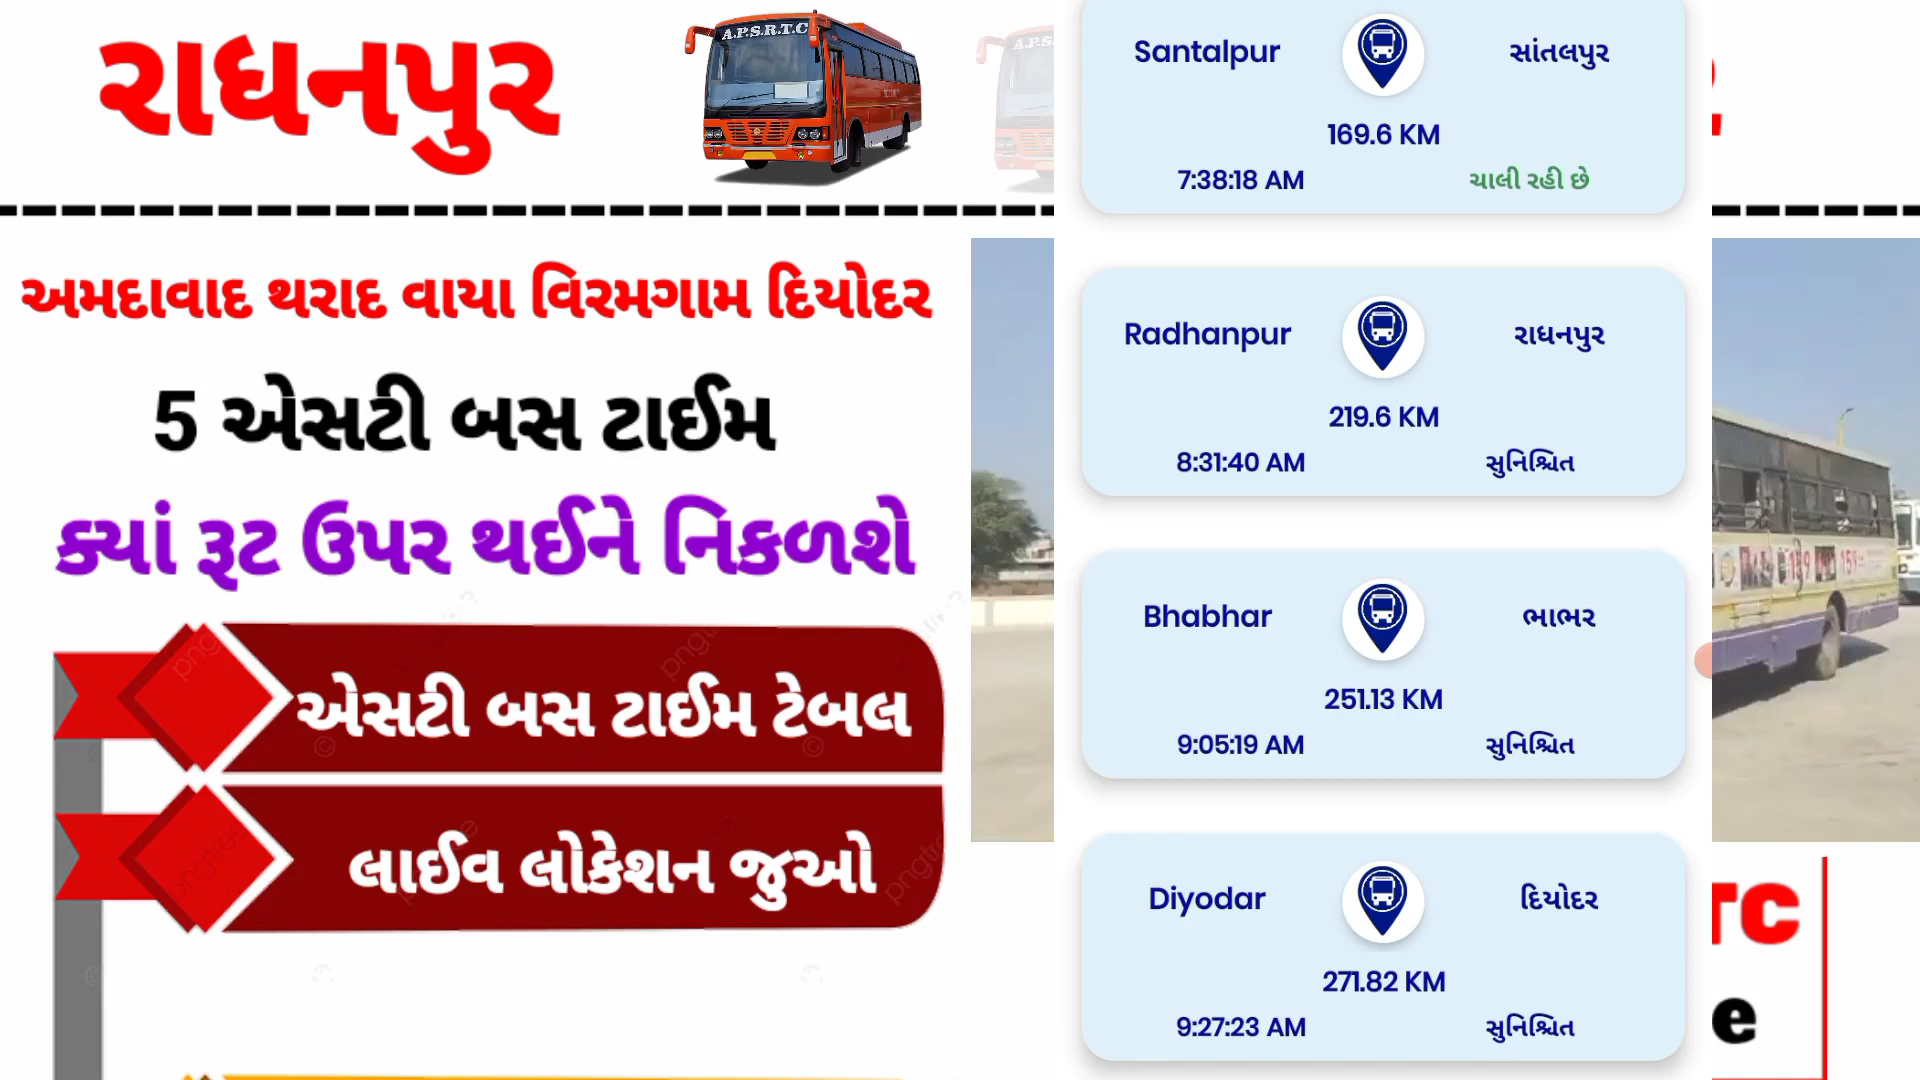 રાધનપુર
A.P.S.R.T.C
અમદાવાદ થરાદ વાયા વિરમગામ દિયોદર
5 એસટી બસ ટાઈમ
ક્યાં રૂટ ઉપર થઈને નિકળશે
એસટી બસ ટાઈમ ટેબલ
લાઈવ લોકેશન જુઓ
Santalpur
સાંતલપુર
169.6 KM
7:38:18 AM
ચાલી રહી છે
Radhanpur
રાધનપુર
219.6 KM
8:31:40 AM
સુનિશ્ચિત
Bhabhar
ભાભર
251.13 KM
9:05:19 AM
સુનિશ્ચિત
Diyodar
દિયોદર
271.82 KM
9:27:23 AM
સુનિશ્ચિત
TC
e